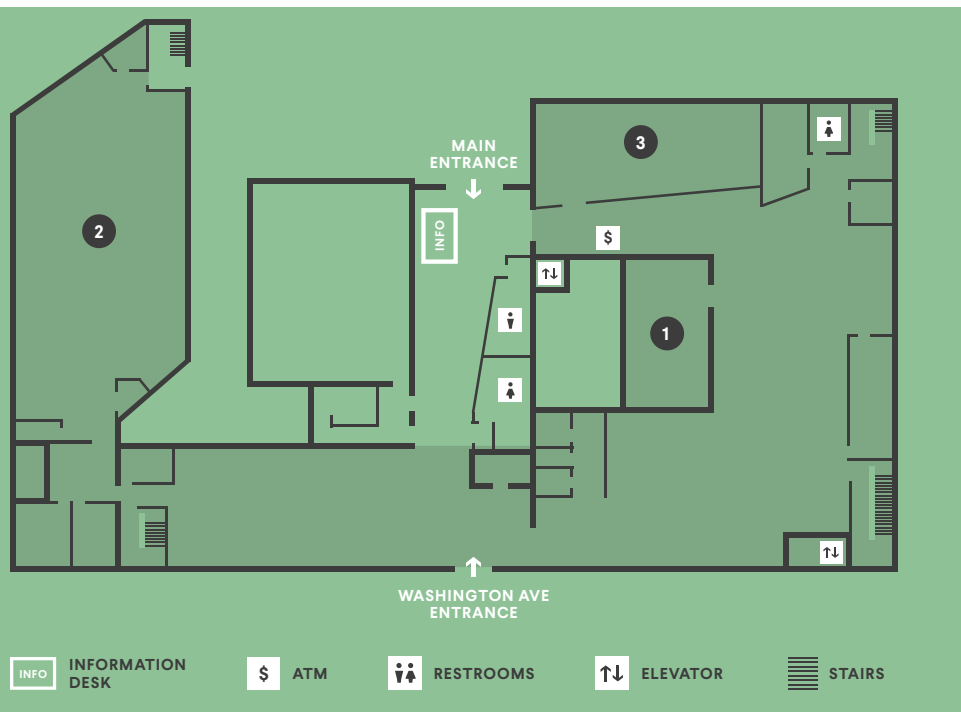 MAIN
ENTRANCE
3
2
INFO
$
1
WASHINGTON AVE
ENTRANCE
INFO
INFORMATION
DESK
$
ATM
RESTROOMS
ELEVATOR
STAIRS